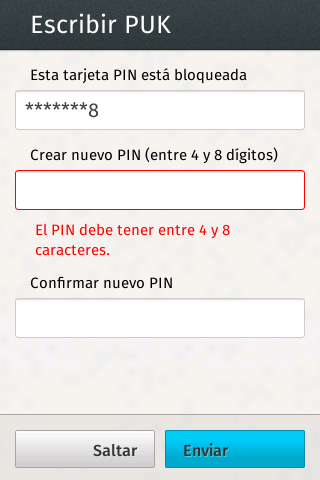 Escribir PUK
Esta tarjeta PIN está bloqueada
*******8
Crear nuevo PIN (entre 4 y 8 dígitos)
El PIN debe tener entre 4 y 8
caracteres.
Confirmar nuevo PIN
Saltar
Enviar